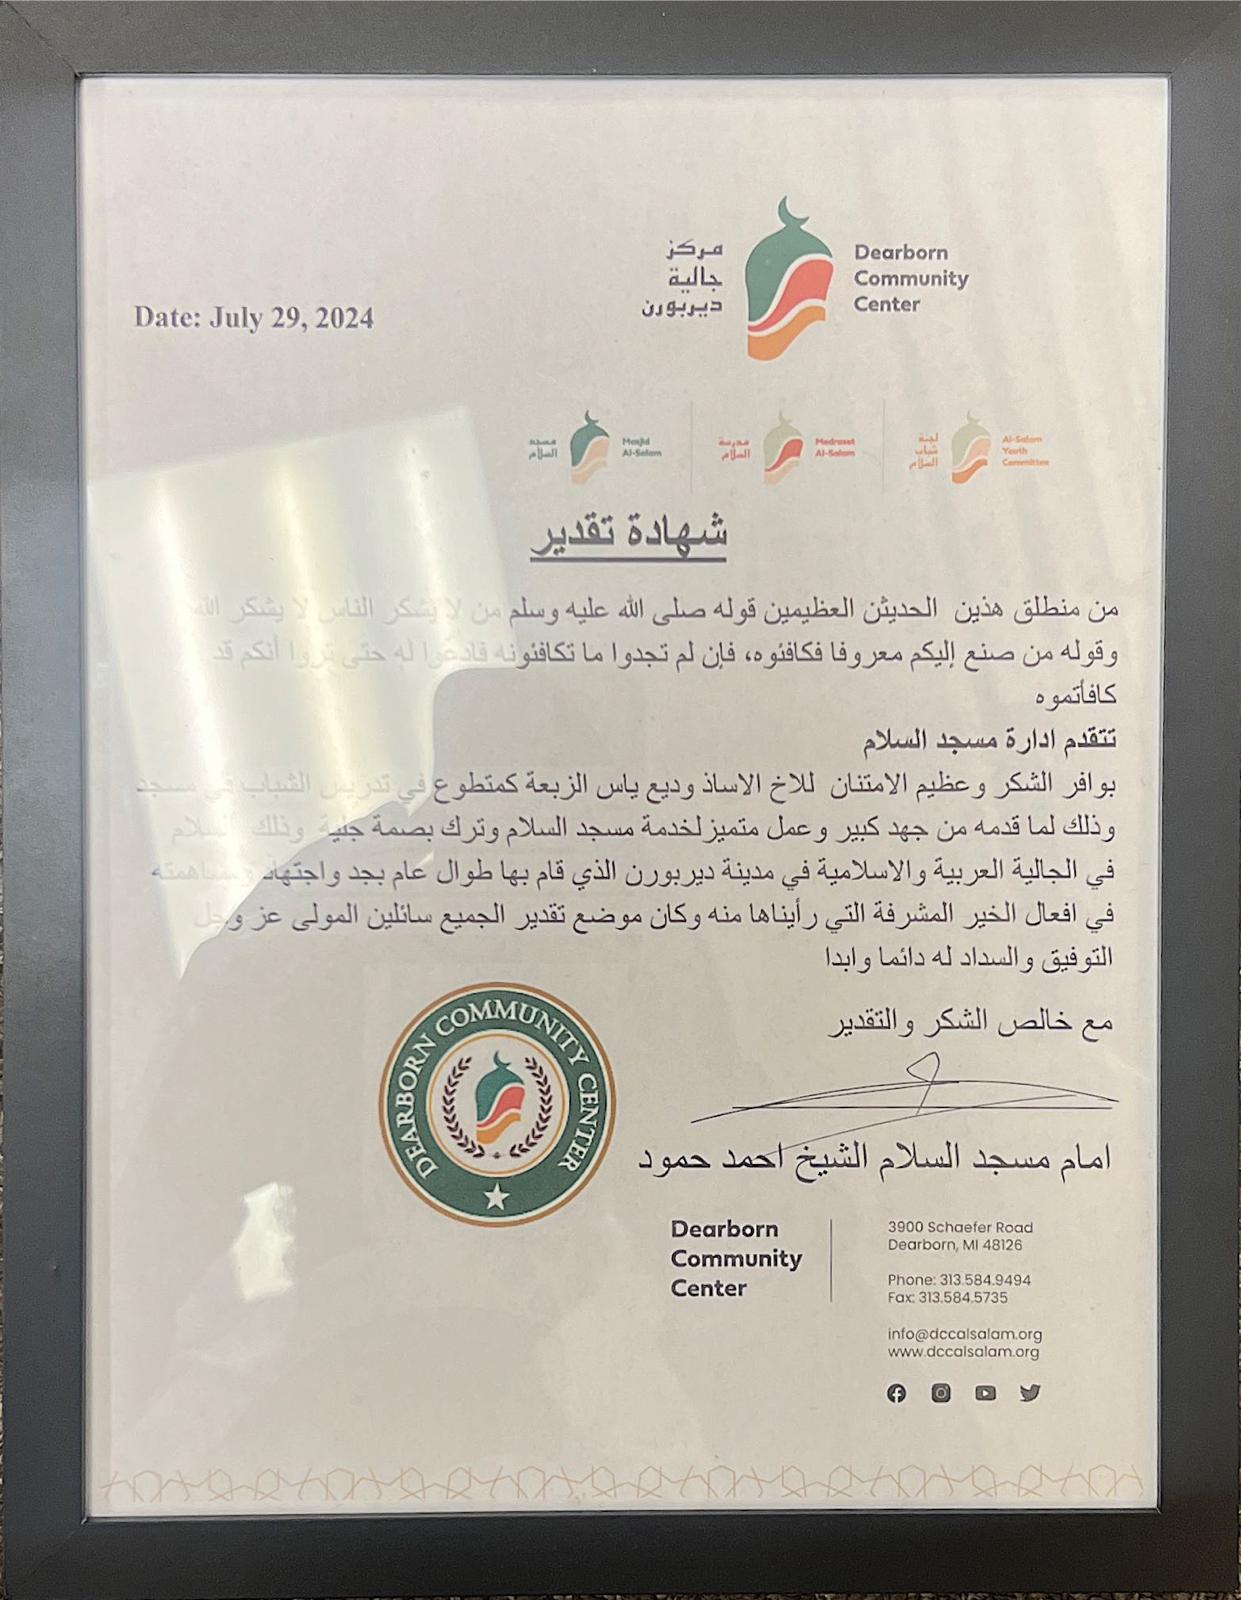 مركز
جالية
ديربورن
Dearborn
Community
Center
Date: July 29, 2024
مسجد
السلام
Masjid
Al-Salam
مدرسة
السلام
Madrasat
Al-Salam
لجنة
شباب
السلام
Al-Salam
Youth
Committee
شهادة تقدير
من منطلق هذين الحديثن العظيمين قوله صلى الله عليه وسلم من لا يشكر الناس لا يشكر الله
وقوله من صنع إليكم معروفا فكافئوه، فإن لم تجدوا ما تكافئونه فادعوا له حتى تروا أنكم قد
كافأتموه
تتقدم ادارة مسجد السلام
بوافر الشكر وعظيم الامتنان للاخ الاساذ وديع ياس الزبعة كمتطوع في تدريس الشباب في مسجد
وذلك لما قدمه من جهد كبير وعمل متميزلخدمة مسجد السلام وترك بصمة جلية وذلك السلام
في الجالية العربية والاسلامية في مدينة ديربورن الذي قام بها طوال عام بجد واجتهاد ومساهمته
في افعال الخير المشرفة التي رأيناها منه وكان موضع تقدير الجميع سائلين المولى عز وجل
التوفيق والسداد له دائما وابدا
مع خالص الشكر والتقدير
امام مسجد السلام الشيخ احمد حمود
DEARBORN COMMUNITY CENTER
Dearborn
Community
Center
3900 Schaefer Road
Dearborn, MI 48126
Phone: 313.584.9494
Fax: 313.584.5735
info@dccalsalam.org
www.dccalsalam.org